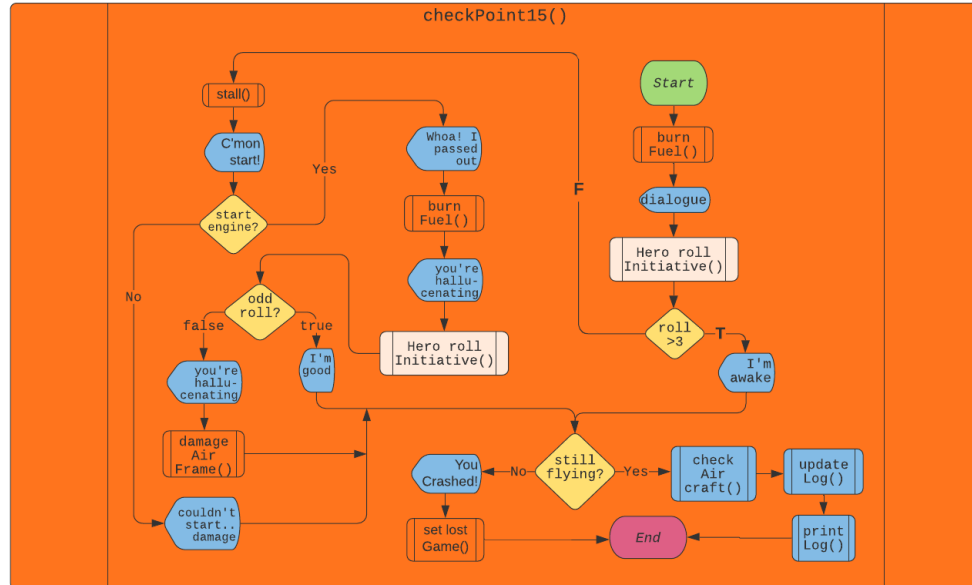 checkPoint15()
Start
burn
Fuel()
dialogue
Hero roll
Initiative()
roll
>3
T
F
I'm
awake
stall()
C'mon
start!
start
engine?
Yes
No
Whoa! I
passed
out
burn
Fuel()
you're
hallu-
cenating
Hero roll
Initiative()
odd
roll?
false
true
you're
hallu-
cenating
I'm
good
damage
Air
Frame()
couldn't
start..
damage
still
flying?
No
Yes
You
Crashed!
set lost
Game()
check
Air
craft()
update
Log()
print
Log()
End